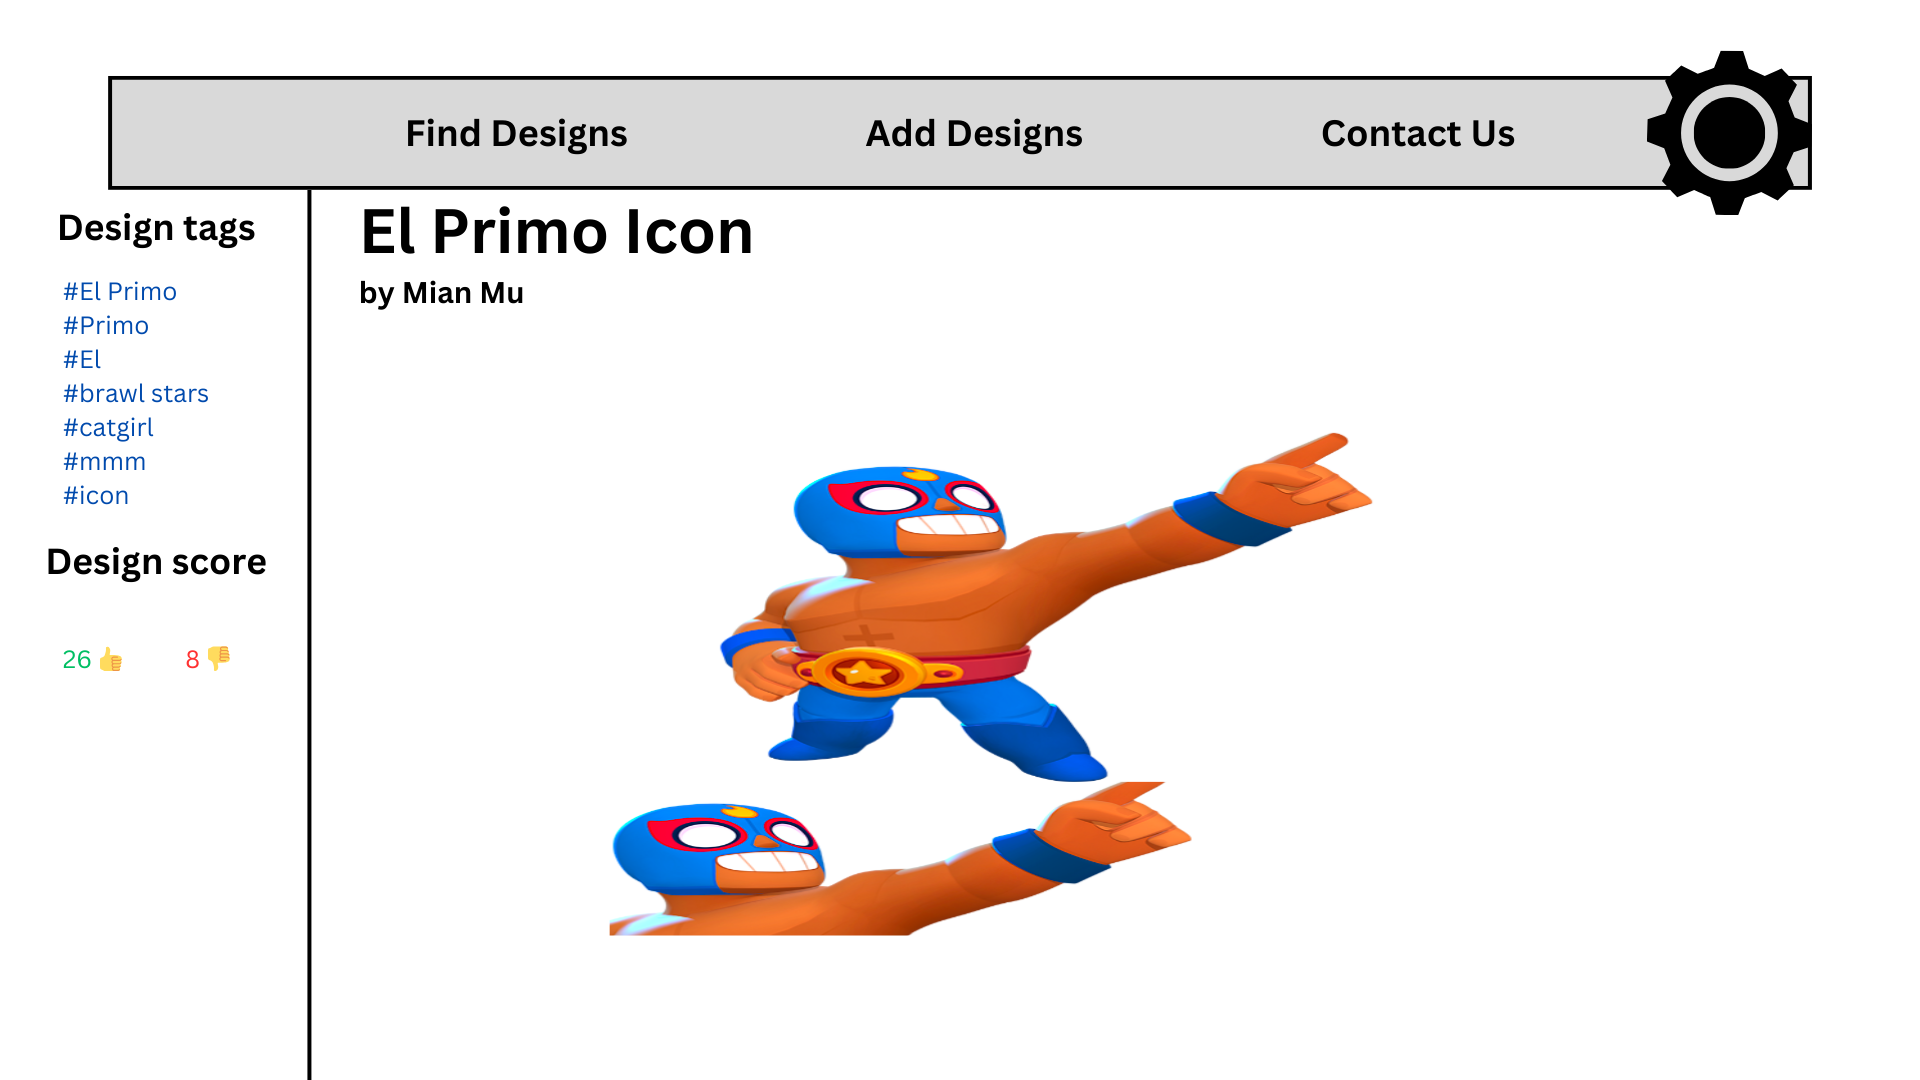 Find Designs
Add Designs
Contact Us
Design tags
#El Primo
#Primo
#El
#brawl stars
#catgirl
#mmm
#icon
Design score
26 👍 8 👎
El Primo Icon
by Mian Mu